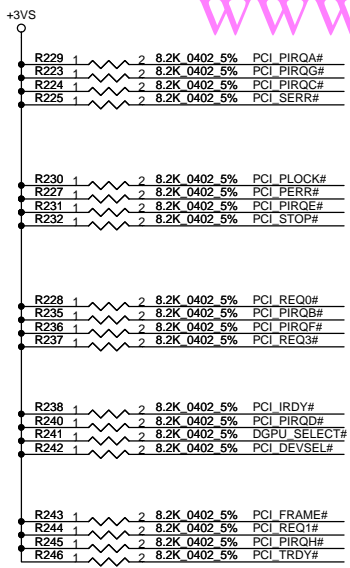 WWW
+3VS
R229 1 2 8.2K_0402_5% PCI_PIRQA#
R223 1 2 8.2K_0402_5% PCI_PIRQG#
R224 1 2 8.2K_0402_5% PCI_PIRQC#
R225 1 2 8.2K_0402_5% PCI_SERR#
R230 1 2 8.2K_0402_5% PCI_PLOCK#
R227 1 2 8.2K_0402_5% PCI_PERR#
R231 1 2 8.2K_0402_5% PCI_PIRQE#
R232 1 2 8.2K_0402_5% PCI_STOP#
R228 1 2 8.2K_0402_5% PCI_REQ0#
R235 1 2 8.2K_0402_5% PCI_PIRQB#
R236 1 2 8.2K_0402_5% PCI_PIRQF#
R237 1 2 8.2K_0402_5% PCI_REQ3#
R238 1 2 8.2K_0402_5% PCI_IRDY#
R240 1 2 8.2K_0402_5% PCI_PIRQD#
R241 1 2 8.2K_0402_5% DGPU_SELECT#
R242 1 2 8.2K_0402_5% PCI_DEVSEL#
R243 1 2 8.2K_0402_5% PCI_FRAME#
R244 1 2 8.2K_0402_5% PCI_REQ1#
R245 1 2 8.2K_0402_5% PCI_PIRQH#
R246 1 2 8.2K_0402_5% PCI_TRDY#